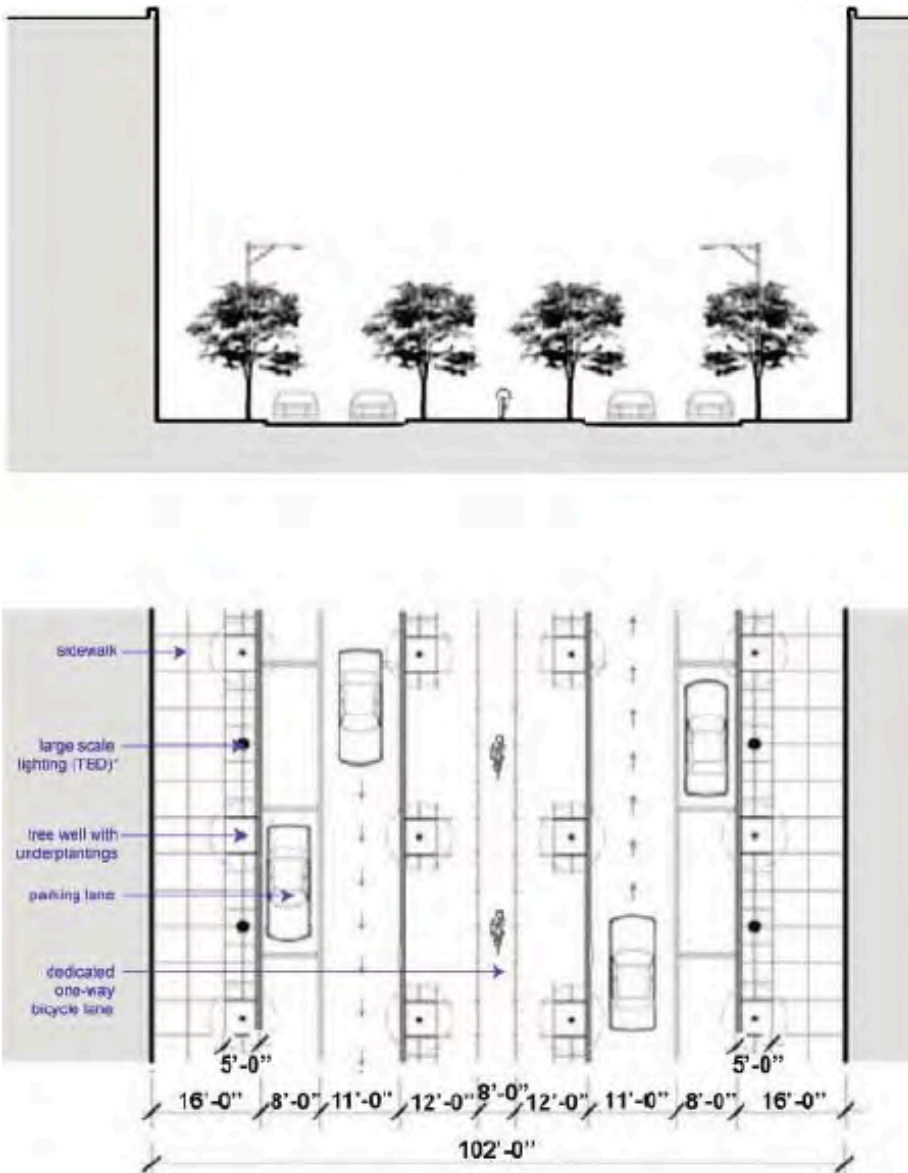 sidewalk
large scale
lighting (TBD)*
tree well with
underplantings
parking lane
dedicated
one-way
bicycle lane
5'-0" 5'-0"
16'-0" 8'-0" 11'-0" 12'-0" 8'-0" 12'-0" 11'-0" 8'-0" 16'-0"
102'-0"